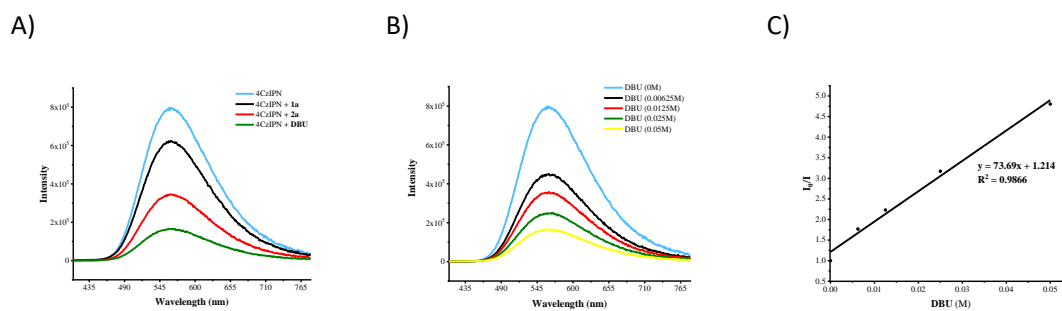 A)
B)
C)
4CzIPN
4CzIPN + 1a
4CzIPN + 2a
4CzIPN + DBU
8x10⁵
6x10⁵
4x10⁵
2x10⁵
0
Intensity
435 490 545 600 655 710 765
Wavelength (nm)
DBU (0M)
DBU (0.00625M)
DBU (0.0125M)
DBU (0.025M)
DBU (0.05M)
8x10⁵
6x10⁵
4x10⁵
2x10⁵
0
Intensity
435 490 545 600 655 710 765
Wavelength (nm)
5.0
4.5
4.0
3.5
3.0
2.5
2.0
1.5
1.0
0.5
I₀/I
y = 73.69x + 1.214
R² = 0.9866
0.00 0.01 0.02 0.03 0.04 0.05
DBU (M)